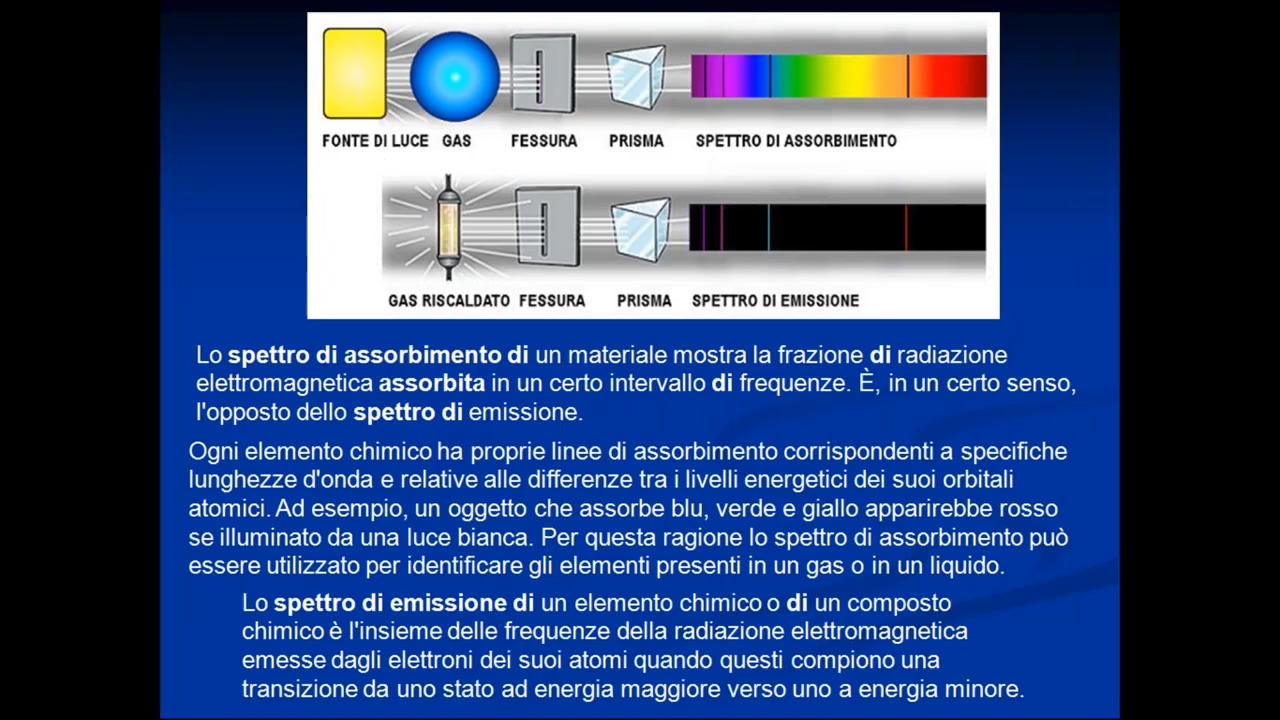 FONTE DI LUCE GAS FESSURA PRISMA SPETTRO DI ASSORBIMENTO
GAS RISCALDATO FESSURA PRISMA SPETTRO DI EMISSIONE
Lo spettro di assorbimento di un materiale mostra la frazione di radiazione
elettromagnetica assorbita in un certo intervallo di frequenze. È, in un certo senso,
l'opposto dello spettro di emissione.
Ogni elemento chimico ha proprie linee di assorbimento corrispondenti a specifiche
lunghezze d'onda e relative alle differenze tra i livelli energetici dei suoi orbitali
atomici. Ad esempio, un oggetto che assorbe blu, verde e giallo apparirebbe rosso
se illuminato da una luce bianca. Per questa ragione lo spettro di assorbimento può
essere utilizzato per identificare gli elementi presenti in un gas o in un liquido.
Lo spettro di emissione di un elemento chimico o di un composto
chimico è l'insieme delle frequenze della radiazione elettromagnetica
emesse dagli elettroni dei suoi atomi quando questi compiono una
transizione da uno stato ad energia maggiore verso uno a energia minore.